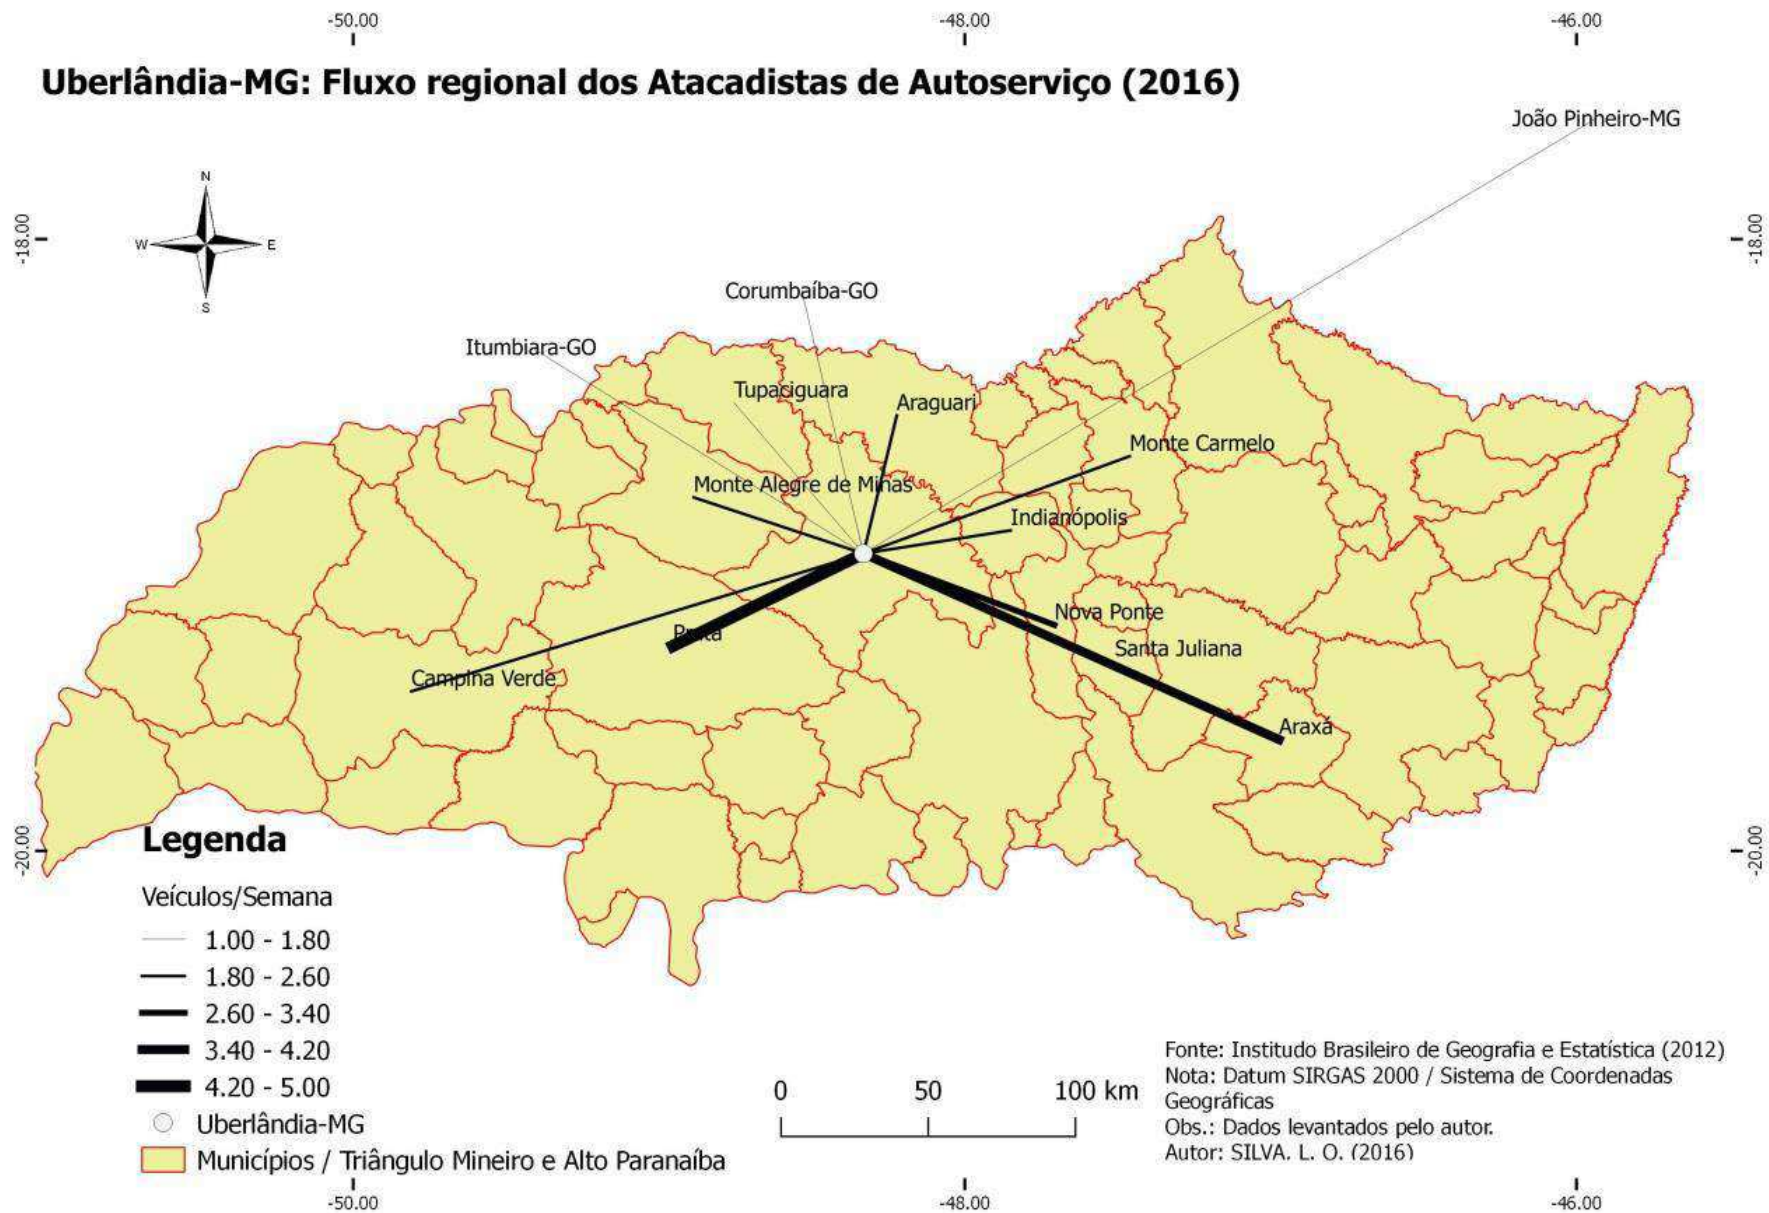 -50.00
-48.00
-46.00
Uberlândia-MG: Fluxo regional dos Atacadistas de Autoserviço (2016)
João Pinheiro-MG
N
W
E
S
-18.00
-18.00
Corumbaíba-GO
Itumbiara-GO
Tupaciguara
Araguari
Monte Carmelo
Monte Alegre de Minas
Indianópolis
Nova Ponte
Prata
Santa Juliana
Campina Verde
Araxá
-20.00
-20.00
Legenda
Veículos/Semana
1.00 - 1.80
1.80 - 2.60
2.60 - 3.40
3.40 - 4.20
4.20 - 5.00
Uberlândia-MG
Municípios / Triângulo Mineiro e Alto Paranaíba
0 50 100 km
Fonte: Institudo Brasileiro de Geografia e Estatística (2012)
Nota: Datum SIRGAS 2000 / Sistema de Coordenadas
Geográficas
Obs.: Dados levantados pelo autor.
Autor: SILVA. L. O. (2016)
-50.00
-48.00
-46.00